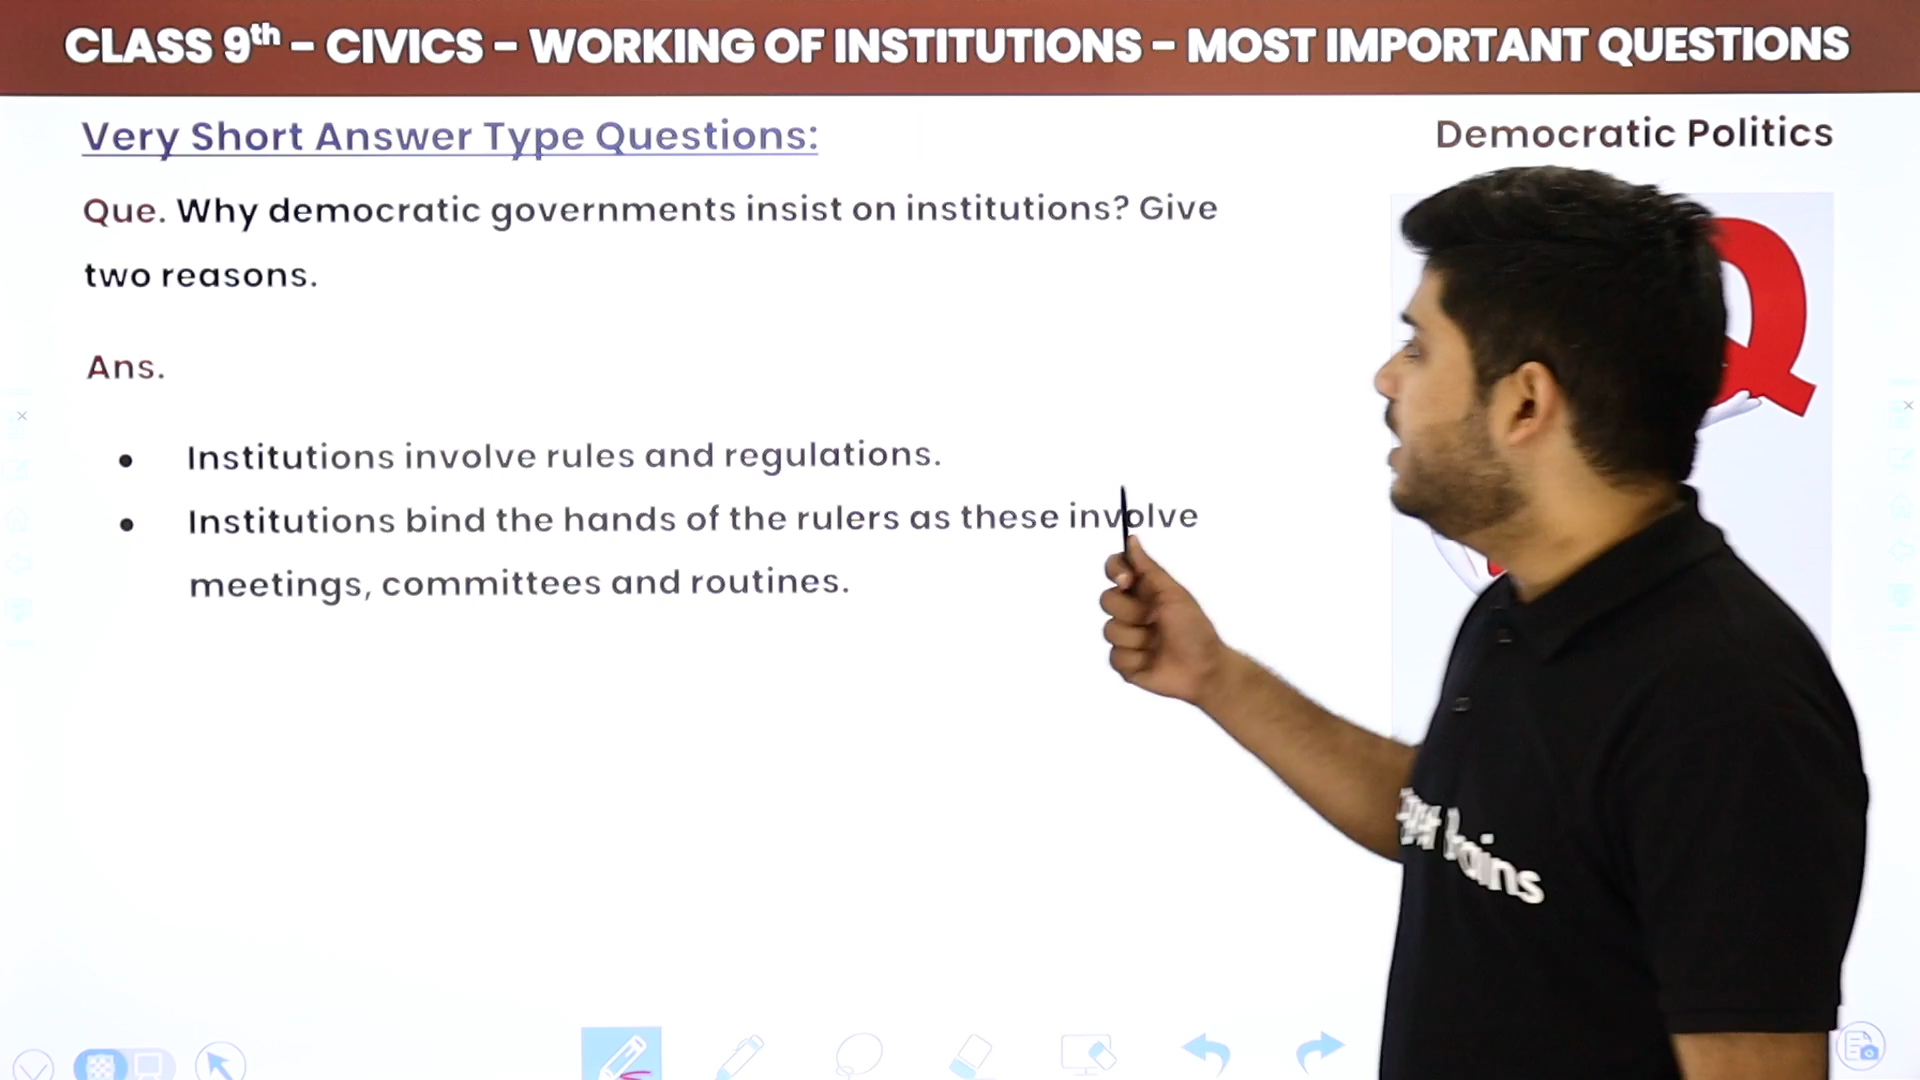 CLASS 9th – CIVICS – WORKING OF INSTITUTIONS – MOST IMPORTANT QUESTIONS
Very Short Answer Type Questions:
Democratic Politics
Que. Why democratic governments insist on institutions? Give
two reasons.
Ans.
• Institutions involve rules and regulations.
• Institutions bind the hands of the rulers as these involve
meetings, committees and routines.
Q
Brains